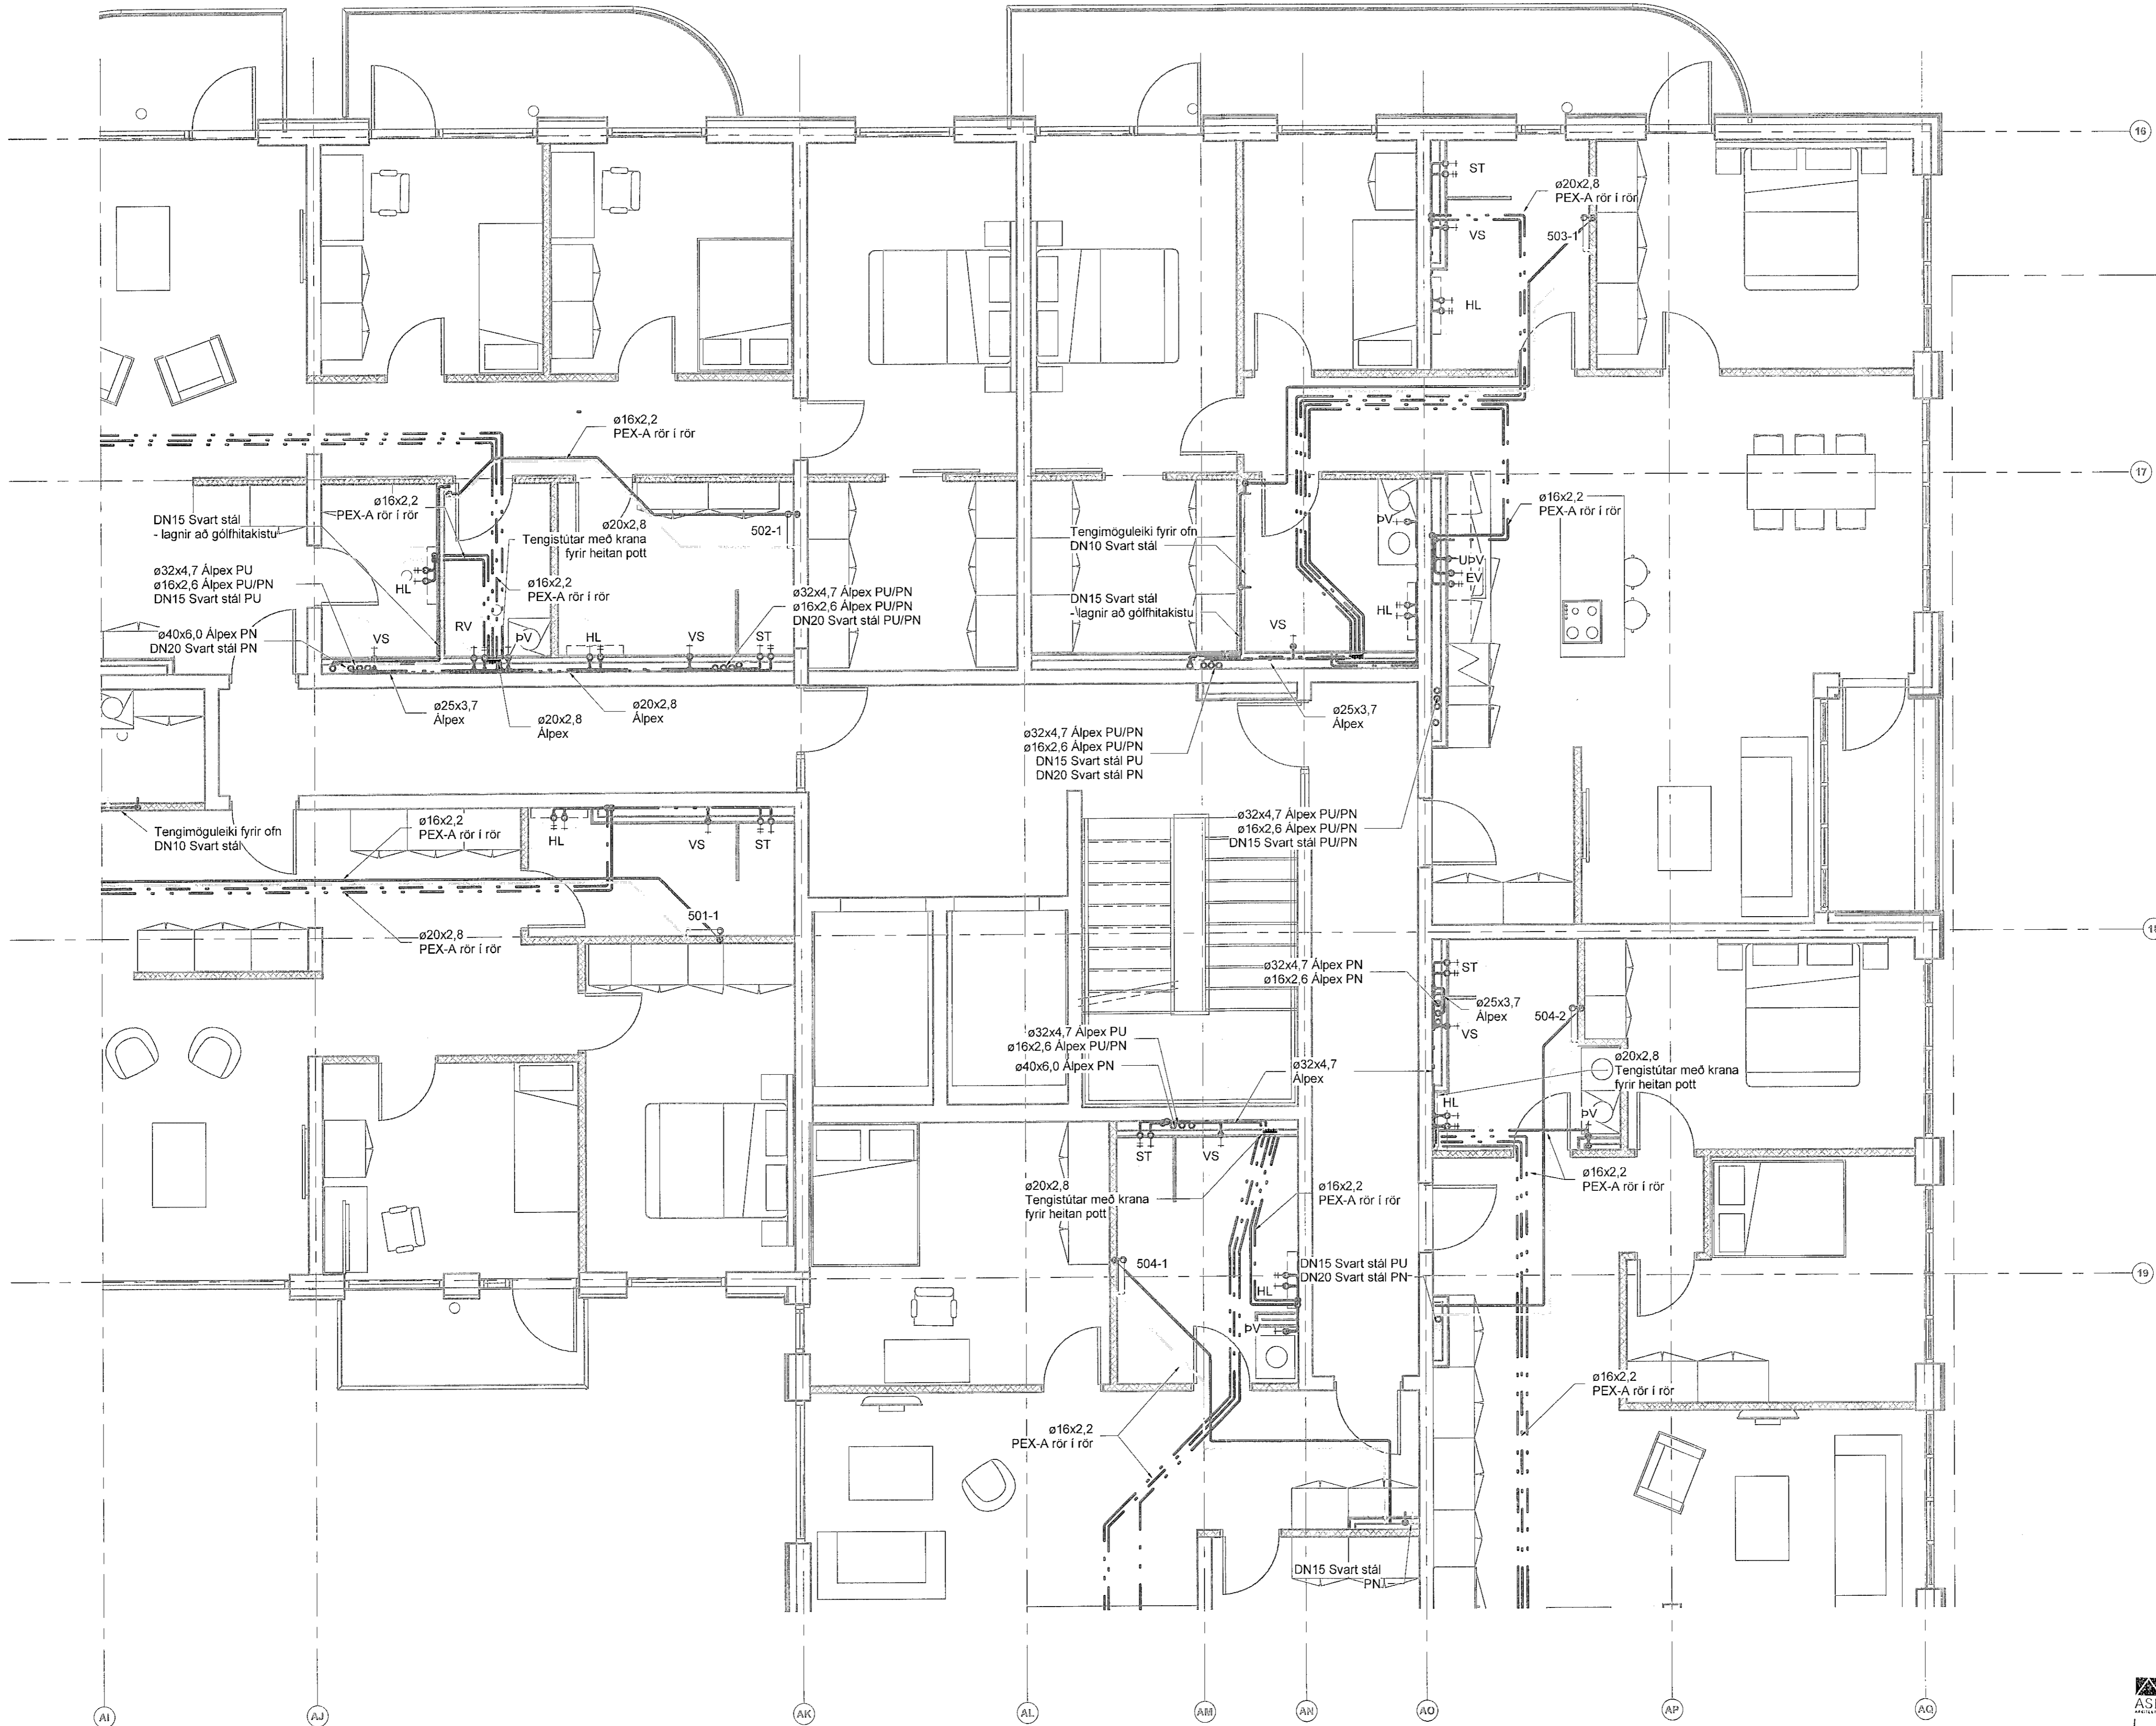 16
ST
ø20x2,8
PEX-A rör í rör
VS
503-1
HL
ø16x2,2
PEX-A rör í rör
17
ø16x2,2
PEX-A rör í rör
DN15 Svart stál
- lagnir að gólfhitakistu
ø20x2,8
Tengistútar með krana
fyrir heitan pott
502-1
ø16x2,2
PEX-A rör í rör
ÞV
Tengimöguleiki fyrir ofn
DN10 Svart stál
UÞV
EV
ø32x4,7 Álpex PU
ø16x2,6 Álpex PU/PN
DN15 Svart stál PU
HL
ø16x2,2
PEX-A rör í rör
ø32x4,7 Álpex PU/PN
ø16x2,6 Álpex PU/PN
DN20 Svart stál PU/PN
DN15 Svart stál
- lagnir að gólfhitakistu
HL
ø40x6,0 Álpex PN
DN20 Svart stál PN
VS
RV
ÞV
HL
VS
ST
VS
ø25x3,7
Álpex
ø20x2,8
Álpex
ø20x2,8
Álpex
ø25x3,7
Álpex
ø32x4,7 Álpex PU/PN
ø16x2,6 Álpex PU/PN
DN15 Svart stál PU
DN20 Svart stál PN
Tengimöguleiki fyrir ofn
DN10 Svart stál
ø16x2,2
PEX-A rör í rör
HL
VS
ST
ø32x4,7 Álpex PU/PN
ø16x2,6 Álpex PU/PN
DN15 Svart stál PU/PN
501-1
18
ø20x2,8
PEX-A rör í rör
ø32x4,7 Álpex PN
ø16x2,6 Álpex PN
ST
ø25x3,7
Álpex
504-2
VS
ø32x4,7 Álpex PU
ø16x2,6 Álpex PU/PN
ø40x6,0 Álpex PN
ø32x4,7
Álpex
ø20x2,8
Tengistútar með krana
fyrir heitan pott
HL
ÞV
ST
VS
ø20x2,8
Tengistútar með krana
fyrir heitan pott
ø16x2,2
PEX-A rör í rör
ø16x2,2
PEX-A rör í rör
504-1
DN15 Svart stál PU
DN20 Svart stál PN
19
HL
ÞV
ø16x2,2
PEX-A rör í rör
ø16x2,2
PEX-A rör í rör
DN15 Svart stál
PN
AI
AJ
AK
AL
AM
AN
AO
AP
AQ